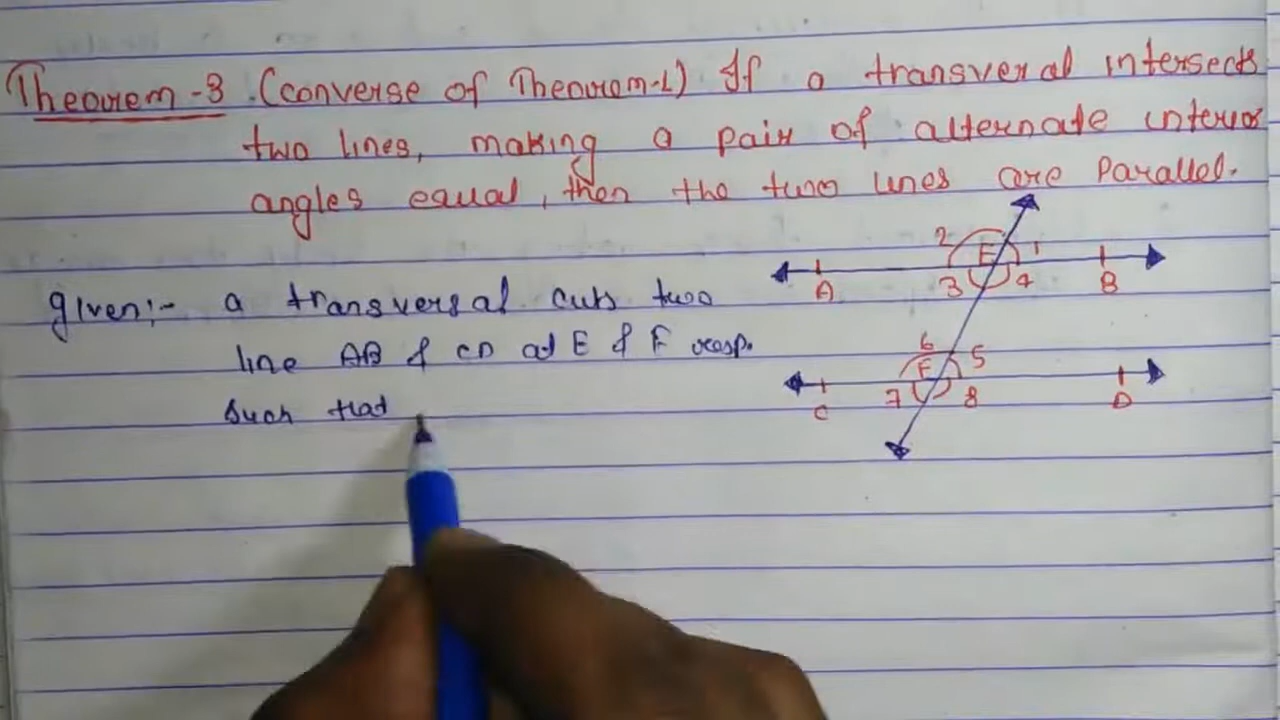 Theorem-3 (converse of Theorem-1) If a transversal intersects
two lines, making a pair of alternate interior
angles equal, then the two lines are Parallel.
given:- a transversal cuts two
line AB & CD at E & F resp.
Such that
2 E 1
A 3 4 B
6 5
F
C 7 8 D